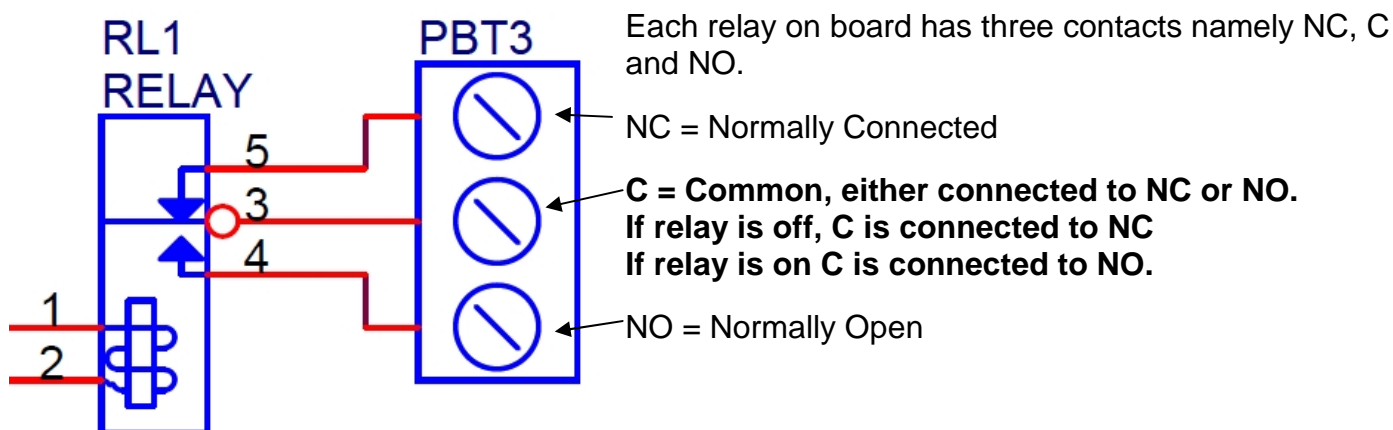 RL1
RELAY
5
3
4
1
2
PBT3
Each relay on board has three contacts namely NC, C
and NO.
NC = Normally Connected
C = Common, either connected to NC or NO.
If relay is off, C is connected to NC
If relay is on C is connected to NO.
NO = Normally Open